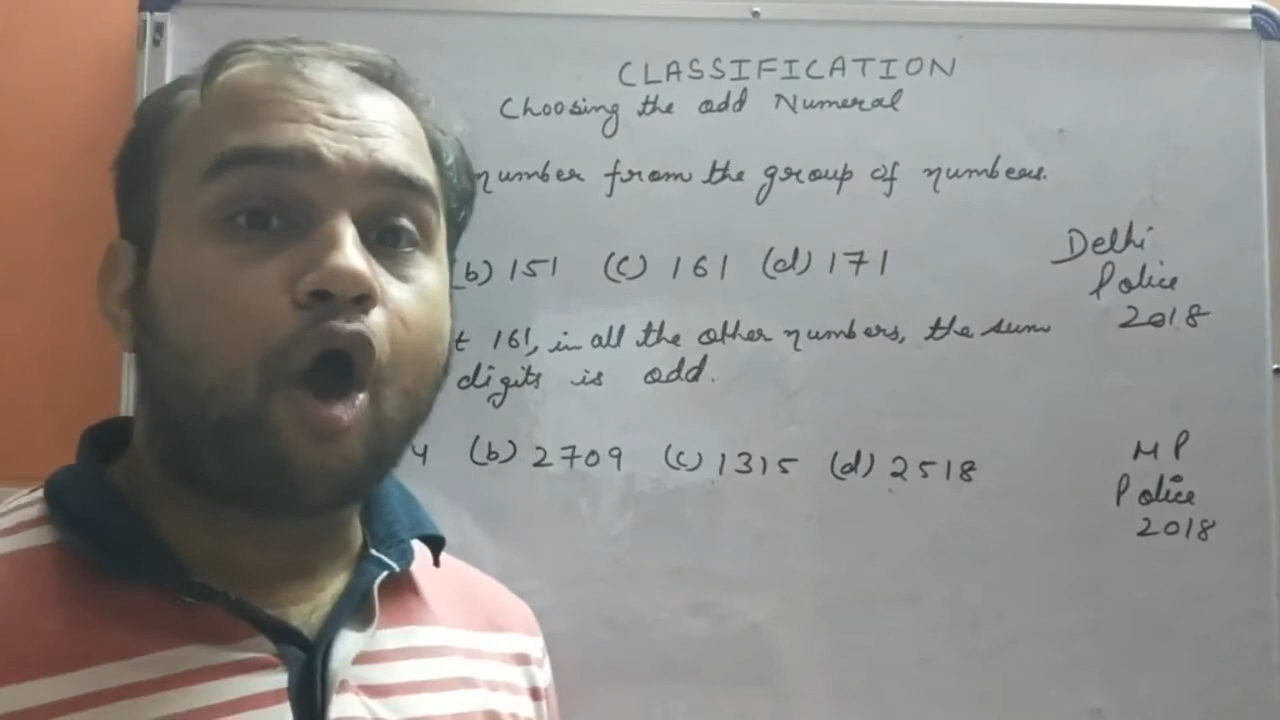 CLASSIFICATION
Choosing the odd Numeral
number from the group of numbers.
(b) 151 (c) 161 (d) 171
Delhi
Police
2018
t 161, in all the other numbers, the sum
digits is odd.
4 (b) 2709 (c) 1315 (d) 2518
MP
Police
2018